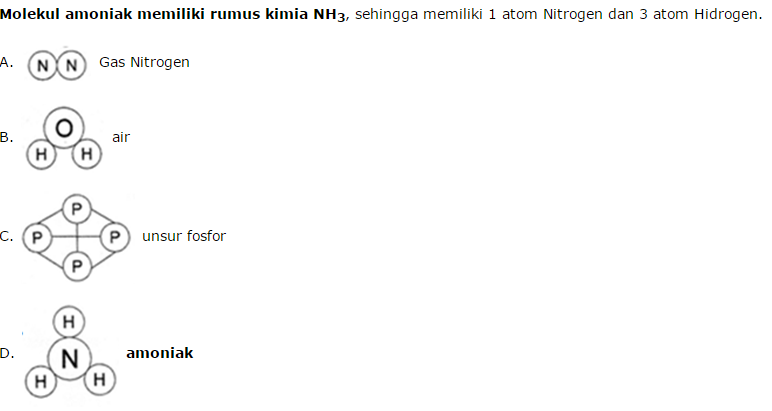 Molekul amoniak memiliki rumus kimia NH3, sehingga memiliki 1 atom Nitrogen dan 3 atom Hidrogen.
A. N N Gas Nitrogen
O
B. air
H H
P
C. P P unsur fosfor
P
H
D. N amoniak
H H